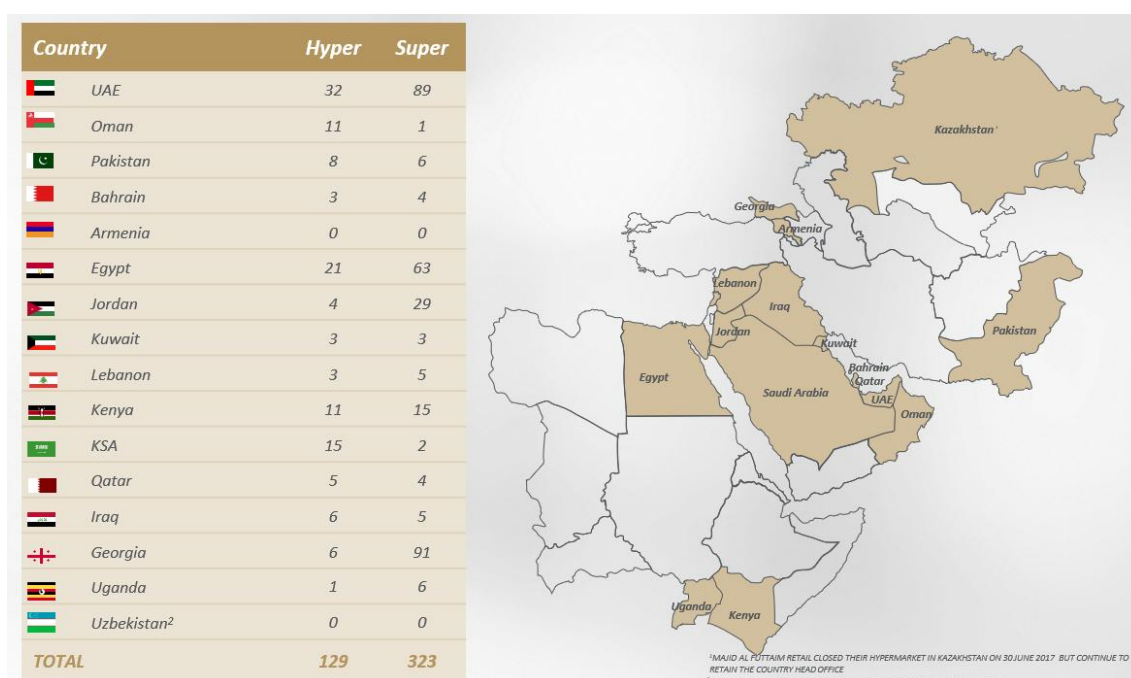 Country Hyper Super
UAE 32 89
Oman 11 1
Pakistan 8 6
Bahrain 3 4
Armenia 0 0
Egypt 21 63
Jordan 4 29
Kuwait 3 3
Lebanon 3 5
Kenya 11 15
KSA 15 2
Qatar 5 4
Iraq 6 5
Georgia 6 91
Uganda 1 6
Uzbekistan² 0 0
TOTAL 129 323
Kazakhstan¹
Georgia
Armenia
Lebanon
Iraq
Jordan
Kuwait
Pakistan
Bahrain
Egypt
Qatar
Saudi Arabia
UAE
Oman
Uganda
Kenya
¹MAJID AL FUTTAIM RETAIL CLOSED THEIR HYPERMARKET IN KAZAKHSTAN ON 30 JUNE 2017 BUT CONTINUE TO
RETAIN THE COUNTRY HEAD OFFICE